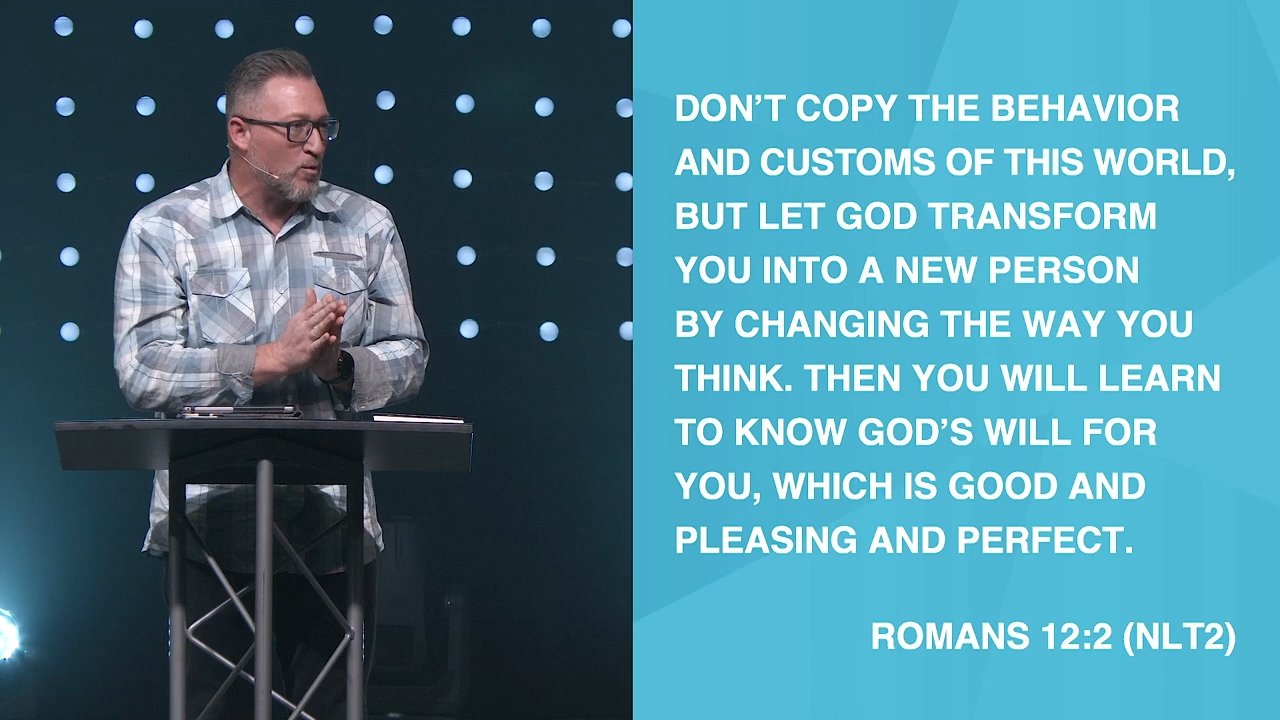 DON’T COPY THE BEHAVIOR
AND CUSTOMS OF THIS WORLD,
BUT LET GOD TRANSFORM
YOU INTO A NEW PERSON
BY CHANGING THE WAY YOU
THINK. THEN YOU WILL LEARN
TO KNOW GOD’S WILL FOR
YOU, WHICH IS GOOD AND
PLEASING AND PERFECT.
ROMANS 12:2 (NLT2)